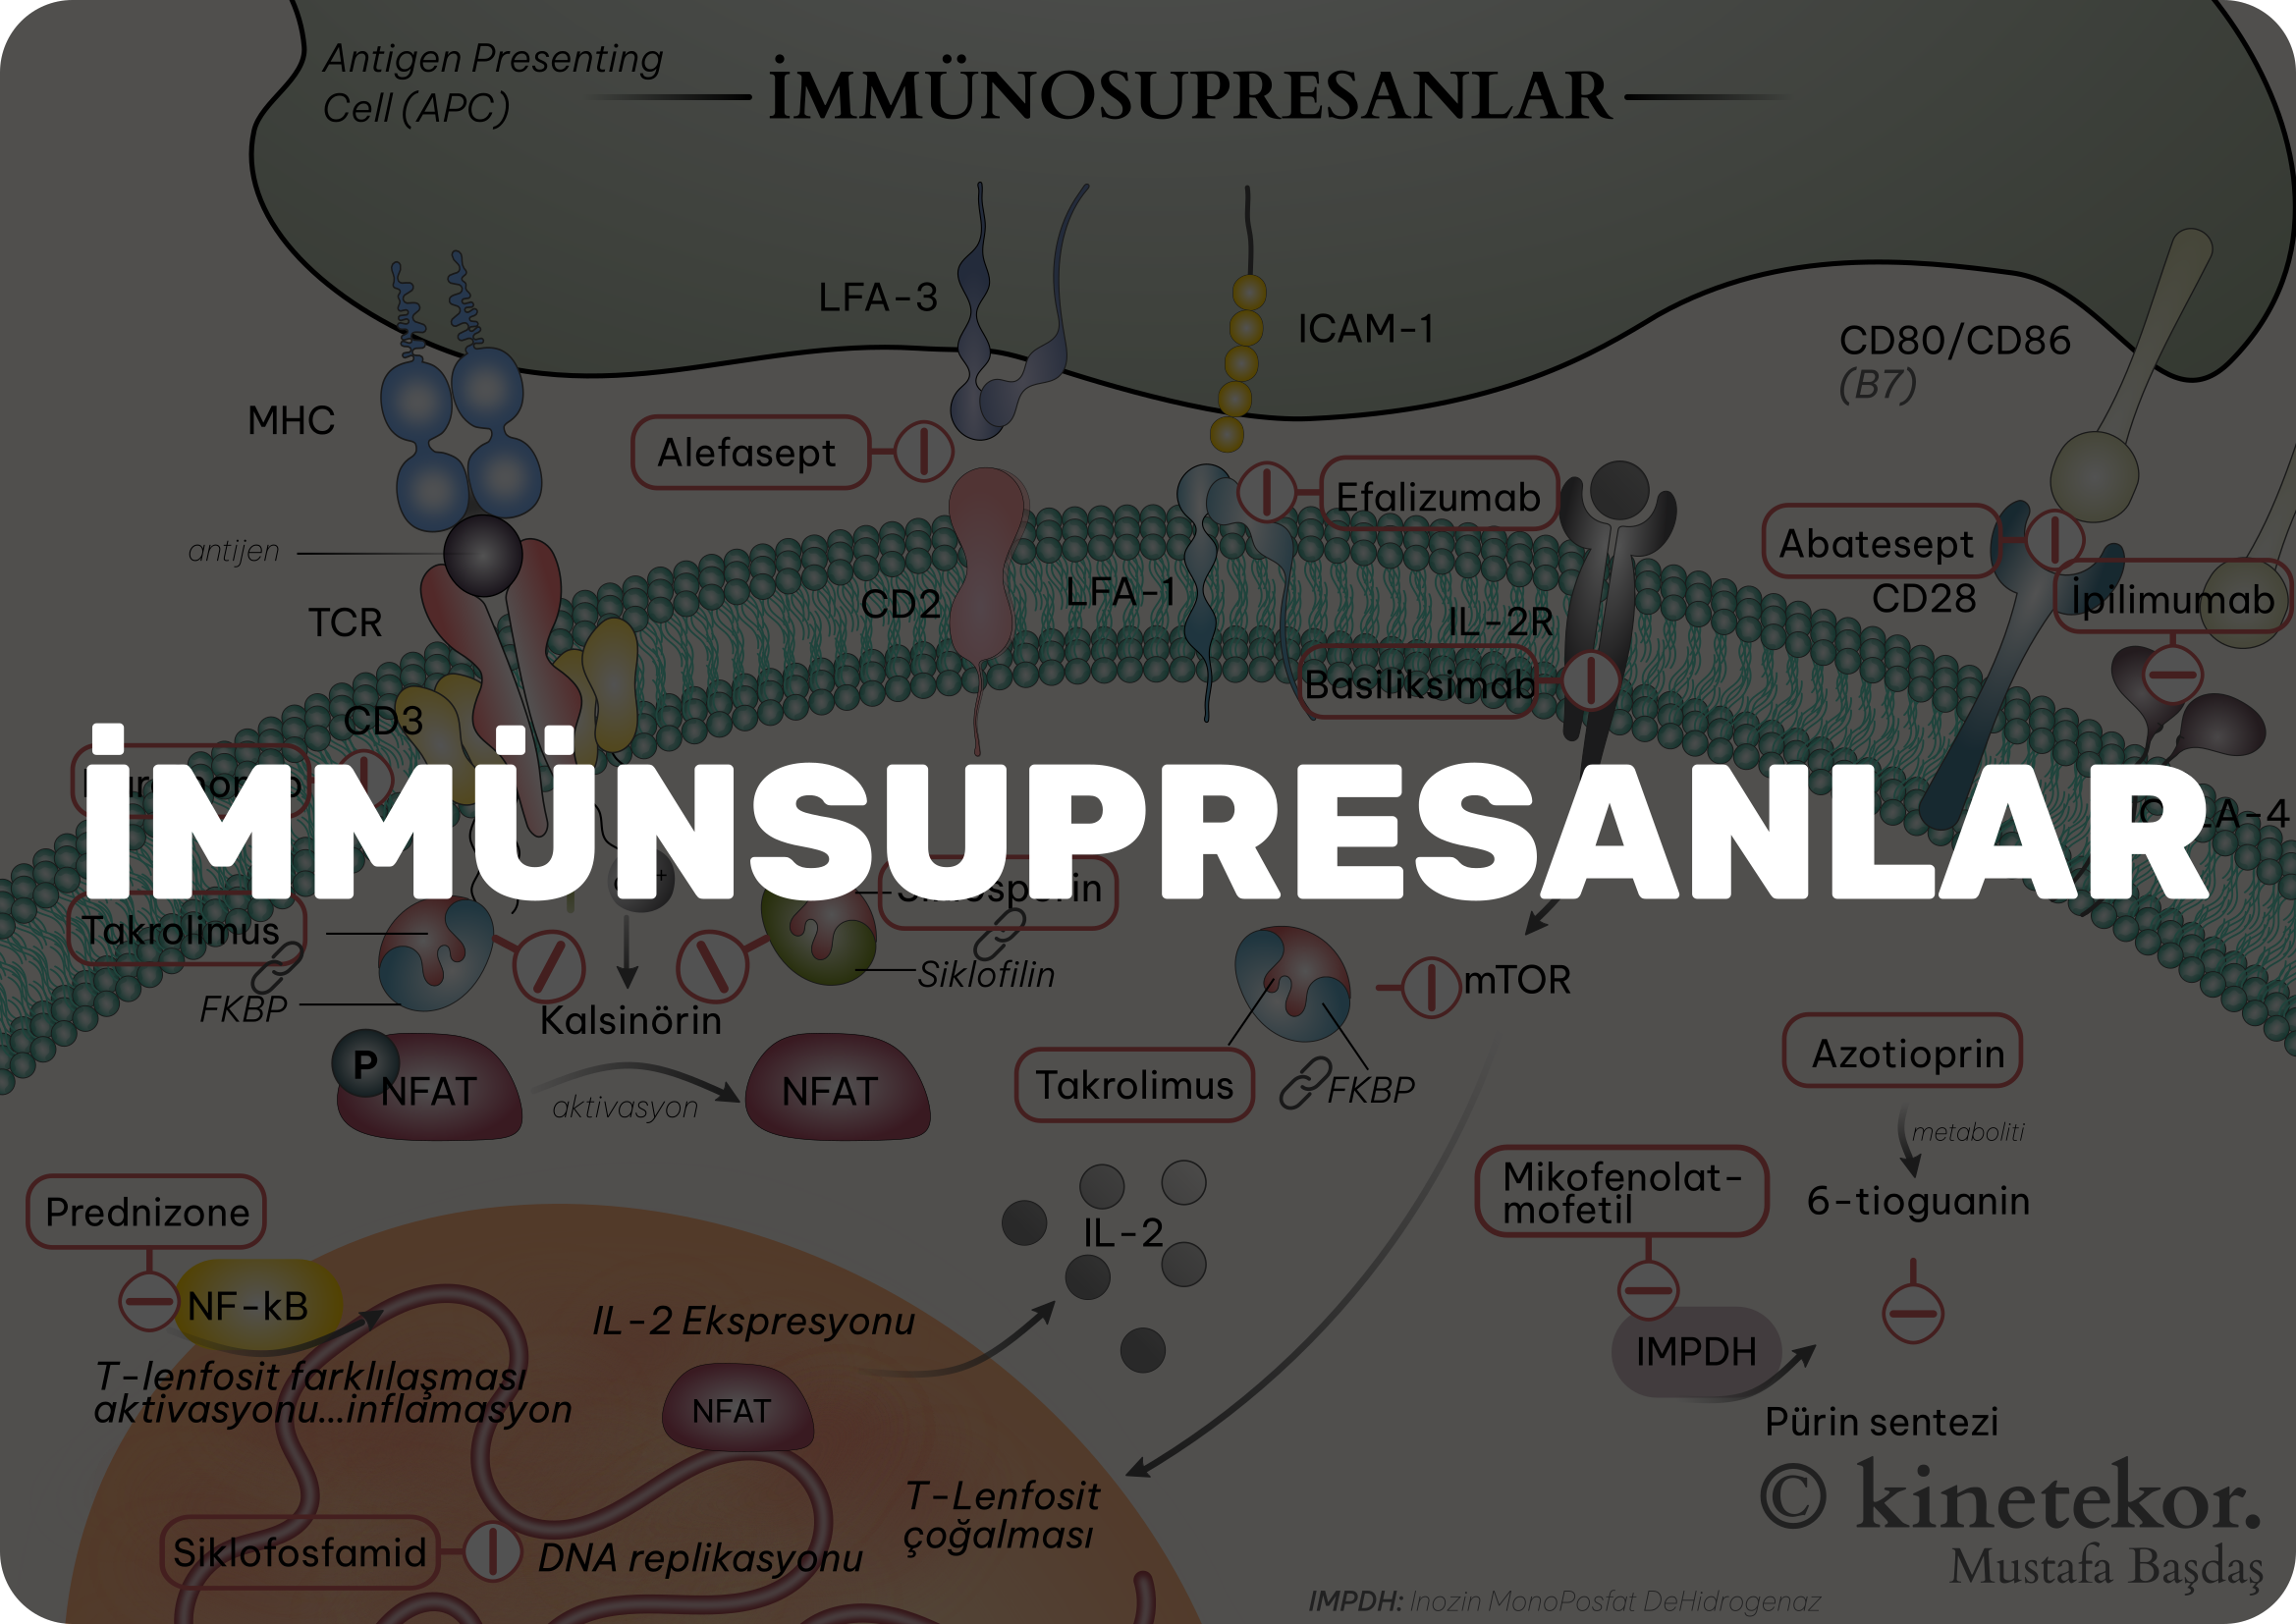 Antigen Presenting
Cell (APC)
İMMÜNOSUPRESANLAR
LFA-3
ICAM-1
CD80/CD86
(B7)
MHC
Alefasept
Efalizumab
Abatesept
antijen
CD28
İpilimumab
TCR
CD2
LFA-1
IL-2R
Basiliksimab
CD3
İMMÜNSUPRESANLAR
Takrolimus
FKBP
Siklofilin
Kalsinörin
mTOR
P
NFAT
aktivasyon
NFAT
Takrolimus
FKBP
Azotioprin
metaboliti
6-tioguanin
Mikofenolat-
mofetil
IMPDH
Pürin sentezi
Prednizone
NF-kB
IL-2
IL-2 Ekspresyonu
T-lenfosit farklılaşması
aktivasyonu...inflamasyon
NFAT
T-Lenfosit
çoğalması
Siklofosfamid
DNA replikasyonu
© kinetekor.
Mustafa Başdaş
IMPDH: Inozin MonoPosfat DeHidrogenaz